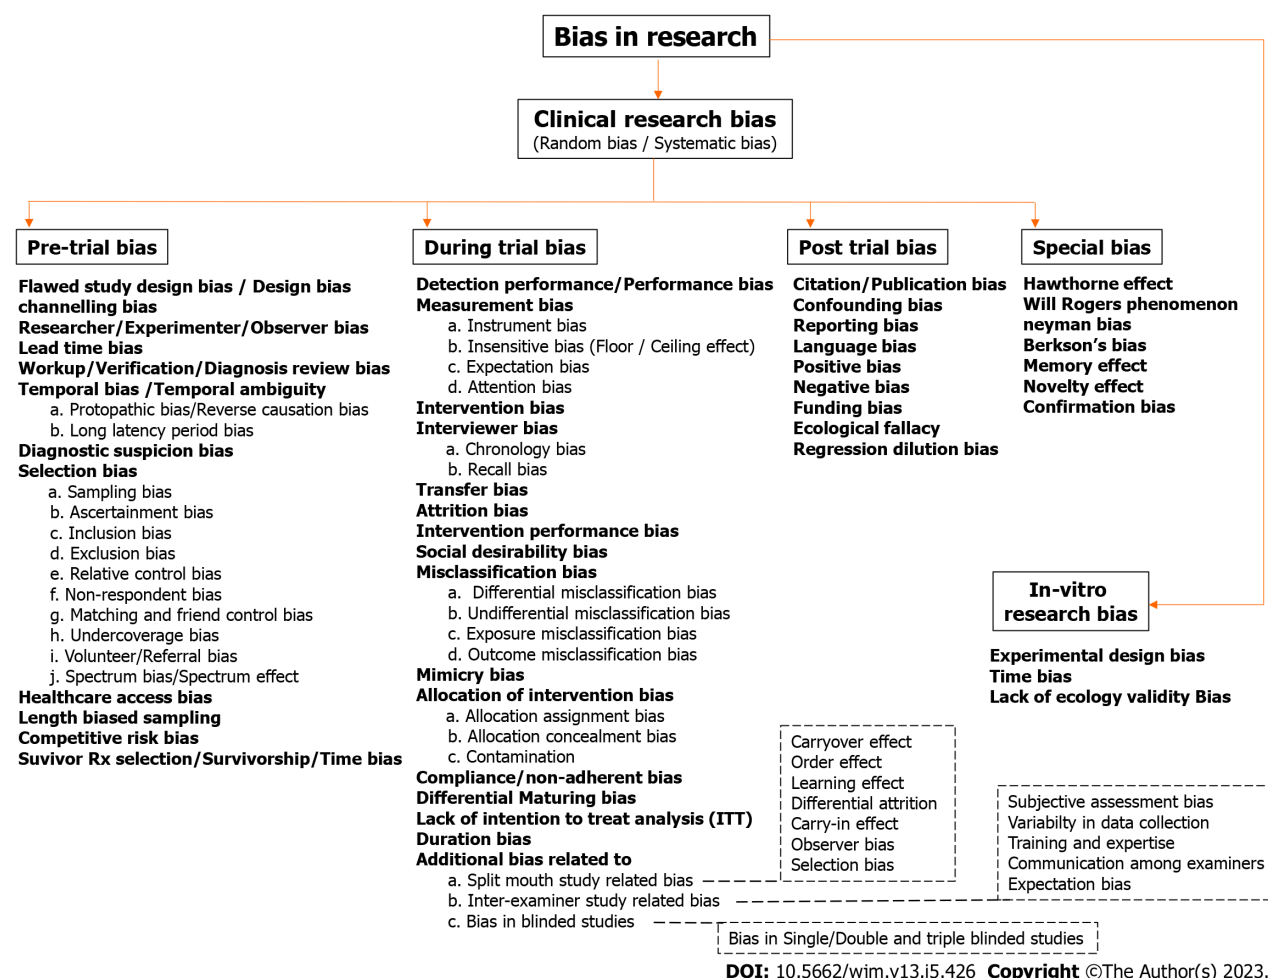 Bias in research
Clinical research bias
(Random bias / Systematic bias)
Pre-trial bias
Flawed study design bias / Design bias
channelling bias
Researcher/Experimenter/Observer bias
Lead time bias
Workup/Verification/Diagnosis review bias
Temporal bias /Temporal ambiguity
a. Protopathic bias/Reverse causation bias
b. Long latency period bias
Diagnostic suspicion bias
Selection bias
a. Sampling bias
b. Ascertainment bias
c. Inclusion bias
d. Exclusion bias
e. Relative control bias
f. Non-respondent bias
g. Matching and friend control bias
h. Undercoverage bias
i. Volunteer/Referral bias
j. Spectrum bias/Spectrum effect
Healthcare access bias
Length biased sampling
Competitive risk bias
Suvivor Rx selection/Survivorship/Time bias
During trial bias
Detection performance/Performance bias
Measurement bias
a. Instrument bias
b. Insensitive bias (Floor / Ceiling effect)
c. Expectation bias
d. Attention bias
Intervention bias
Interviewer bias
a. Chronology bias
b. Recall bias
Transfer bias
Attrition bias
Intervention performance bias
Social desirability bias
Misclassification bias
a. Differential misclassification bias
b. Undifferential misclassification bias
c. Exposure misclassification bias
d. Outcome misclassification bias
Mimicry bias
Allocation of intervention bias
a. Allocation assignment bias
b. Allocation concealment bias
c. Contamination
Compliance/non-adherent bias
Differential Maturing bias
Lack of intention to treat analysis (ITT)
Duration bias
Additional bias related to
a. Split mouth study related bias
b. Inter-examiner study related bias
c. Bias in blinded studies
Post trial bias
Citation/Publication bias
Confounding bias
Reporting bias
Language bias
Positive bias
Negative bias
Funding bias
Ecological fallacy
Regression dilution bias
Special bias
Hawthorne effect
Will Rogers phenomenon
neyman bias
Berkson's bias
Memory effect
Novelty effect
Confirmation bias
In-vitro
research bias
Experimental design bias
Time bias
Lack of ecology validity Bias
Carryover effect
Order effect
Learning effect
Differential attrition
Carry-in effect
Observer bias
Selection bias
Subjective assessment bias
Variabilty in data collection
Training and expertise
Communication among examiners
Expectation bias
Bias in Single/Double and triple blinded studies
DOI: 10.5662/wjm.v13.i5.426 Copyright ©The Author(s) 2023.